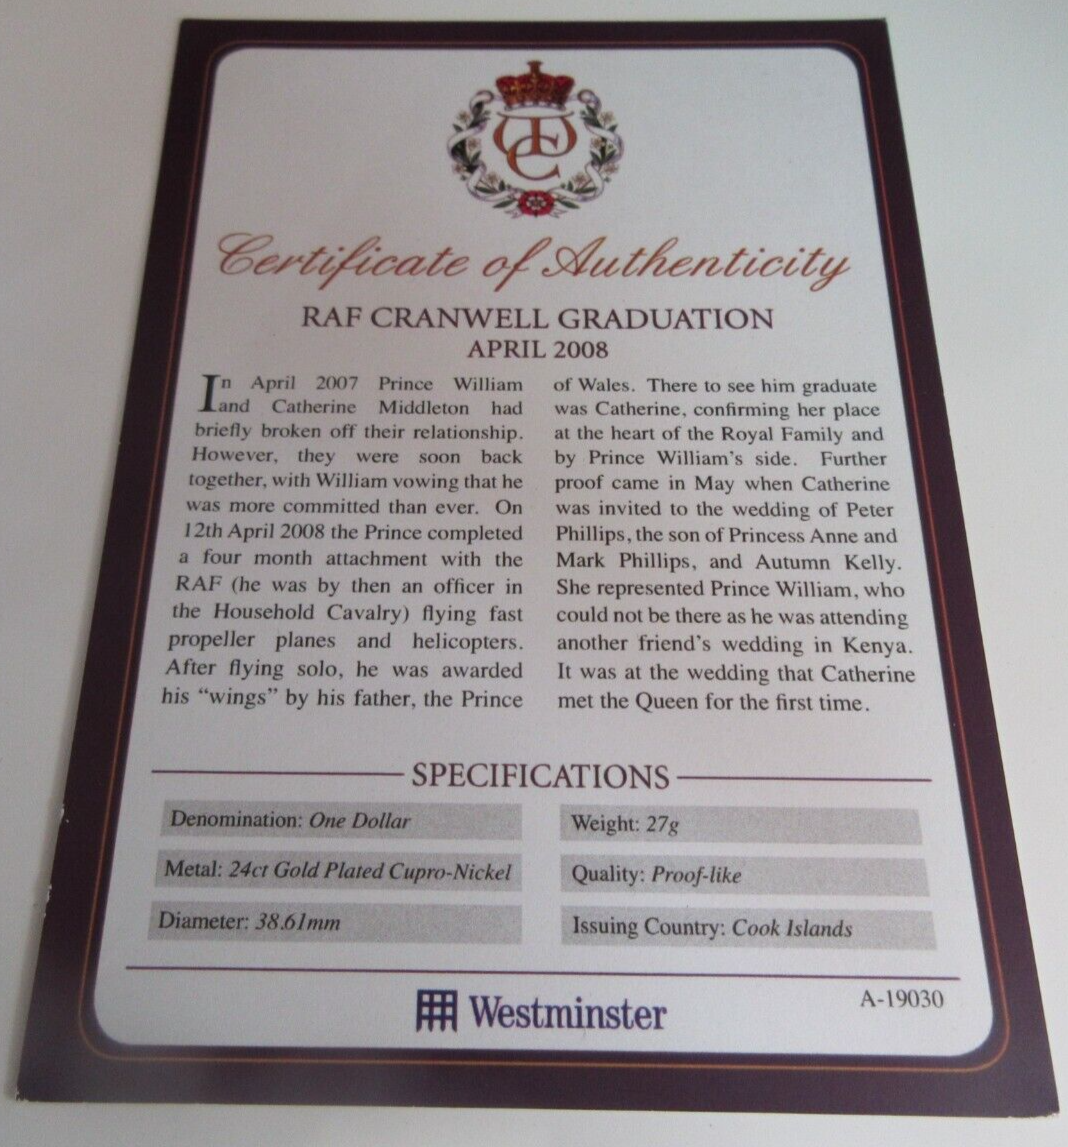 Certificate of Authenticity
RAF CRANWELL GRADUATION
APRIL 2008
In April 2007 Prince William
and Catherine Middleton had
briefly broken off their relationship.
However, they were soon back
together, with William vowing that he
was more committed than ever. On
12th April 2008 the Prince completed
a four month attachment with the
RAF (he was by then an officer in
the Household Cavalry) flying fast
propeller planes and helicopters.
After flying solo, he was awarded
his “wings” by his father, the Prince
of Wales. There to see him graduate
was Catherine, confirming her place
at the heart of the Royal Family and
by Prince William's side. Further
proof came in May when Catherine
was invited to the wedding of Peter
Phillips, the son of Princess Anne and
Mark Phillips, and Autumn Kelly.
She represented Prince William, who
could not be there as he was attending
another friend's wedding in Kenya.
It was at the wedding that Catherine
met the Queen for the first time.
SPECIFICATIONS
Denomination: One Dollar
Metal: 24ct Gold Plated Cupro-Nickel
Diameter: 38.61mm
Weight: 27g
Quality: Proof-like
Issuing Country: Cook Islands
Westminster
A-19030